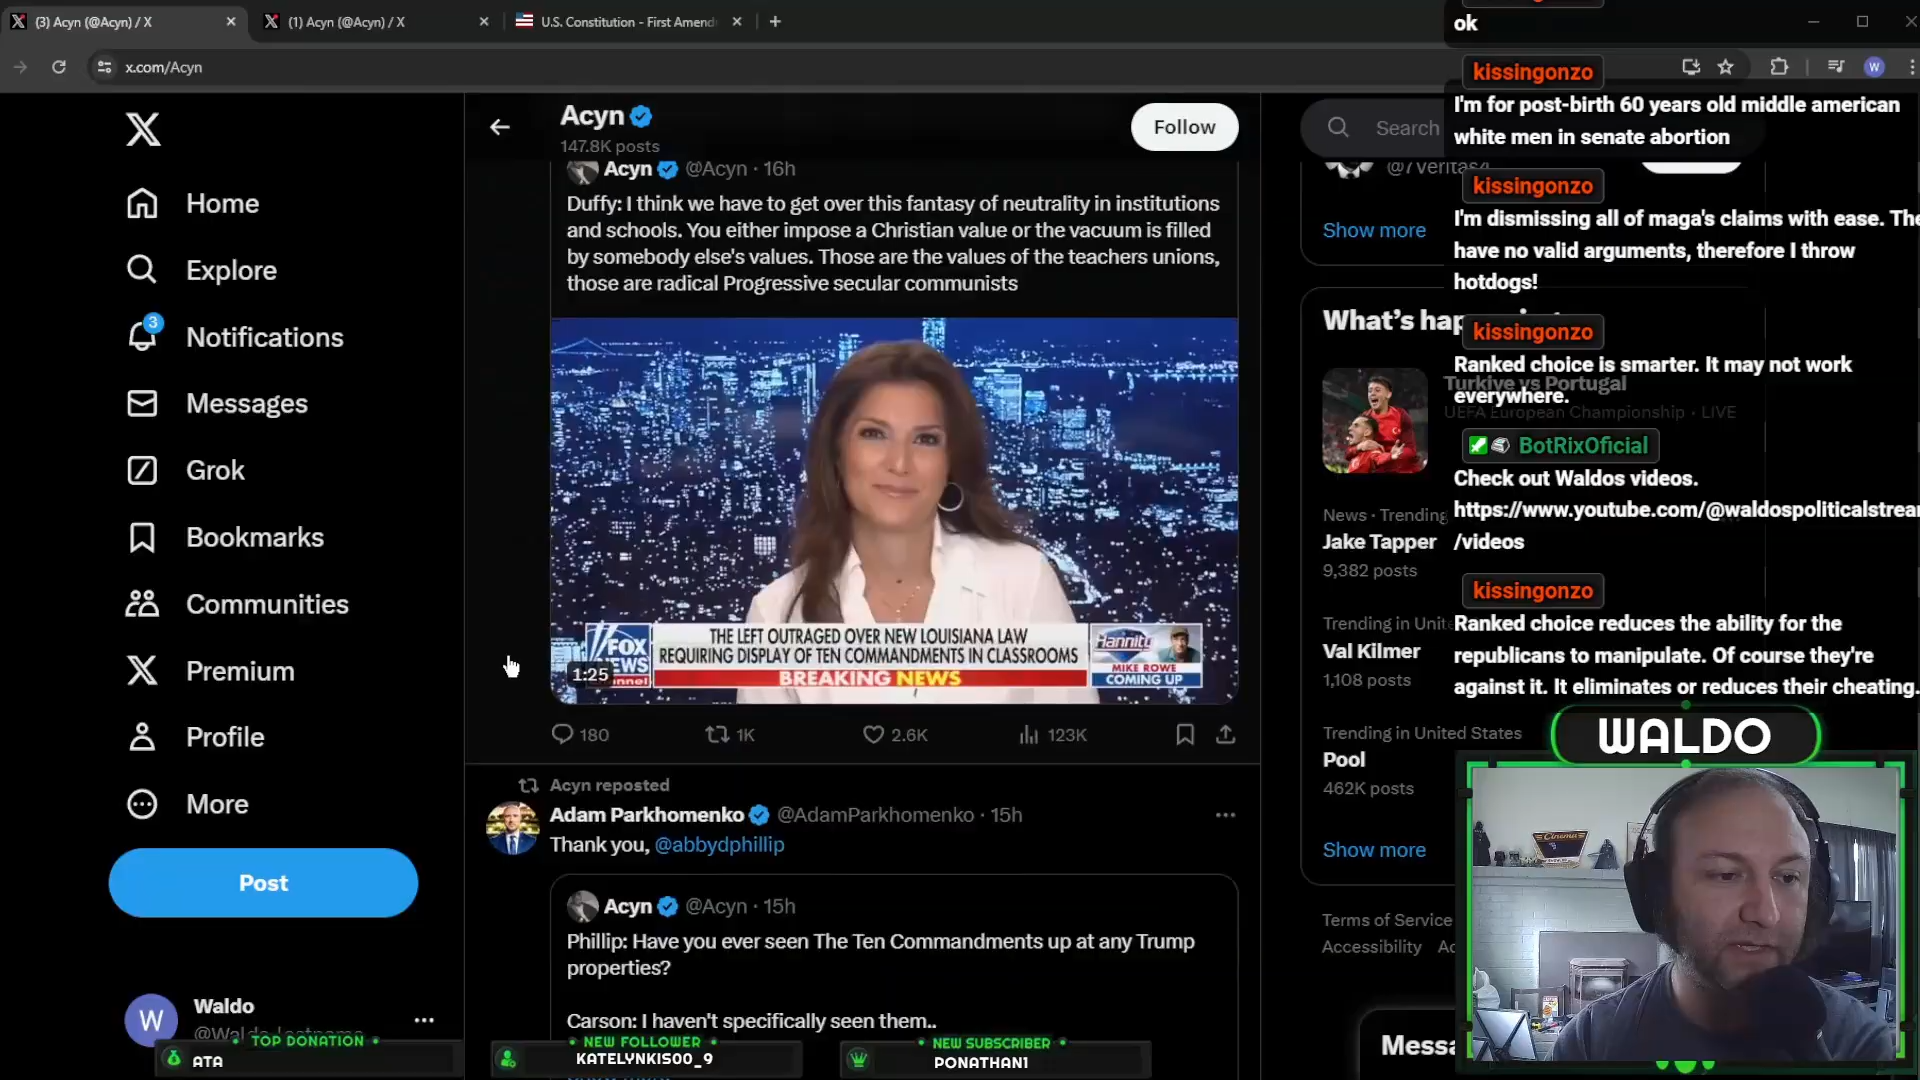 (3) Acyn (@Acyn) / X
(1) Acyn (@Acyn) / X
U.S. Constitution - First Amend
x.com/Acyn
W
Home
Explore
3
Notifications
Messages
Grok
Bookmarks
Communities
Premium
Profile
More
Post
W
Waldo
Acyn
147.8K posts
Follow
Acyn @Acyn · 16h
Duffy: I think we have to get over this fantasy of neutrality in institutions
and schools. You either impose a Christian value or the vacuum is filled
by somebody else's values. Those are the values of the teachers unions,
those are radical Progressive secular communists
FOX
NEWS
channel
THE LEFT OUTRAGED OVER NEW LOUISIANA LAW
REQUIRING DISPLAY OF TEN COMMANDMENTS IN CLASSROOMS
BREAKING NEWS
1:25
Hannity
MIKE ROWE
COMING UP
180
1K
2.6K
123K
Acyn reposted
Adam Parkhomenko @AdamParkhomenko · 15h
Thank you, @abbydphillip
Acyn @Acyn · 15h
Phillip: Have you ever seen The Ten Commandments up at any Trump
properties?
Carson: I haven't specifically seen them..
Search
Show more
What's
Turkiye vs Portugal
UEFA European Championship · LIVE
News · Trending
Jake Tapper
9,382 posts
Trending in
Val Kilmer
1,108 posts
Trending in United States
Pool
462K posts
Show more
Terms of Service
Accessibility
ok
kissingonzo
I'm for post-birth 60 years old middle american
white men in senate abortion
kissingonzo
I'm dismissing all of maga's claims with ease. The
have no valid arguments, therefore I throw
hotdogs!
kissingonzo
Ranked choice is smarter. It may not work
everywhere.
BotRixOficial
Check out Waldos videos.
https://www.youtube.com/@waldospoliticalstrea
/videos
kissingonzo
Ranked choice reduces the ability for the
republicans to manipulate. Of course they're
against it. It eliminates or reduces their cheating.
WALDO
Cinema
TOP DONATION
ATA
NEW FOLLOWER
KATELYNKIS00_9
NEW SUBSCRIBER
PONATHAN1